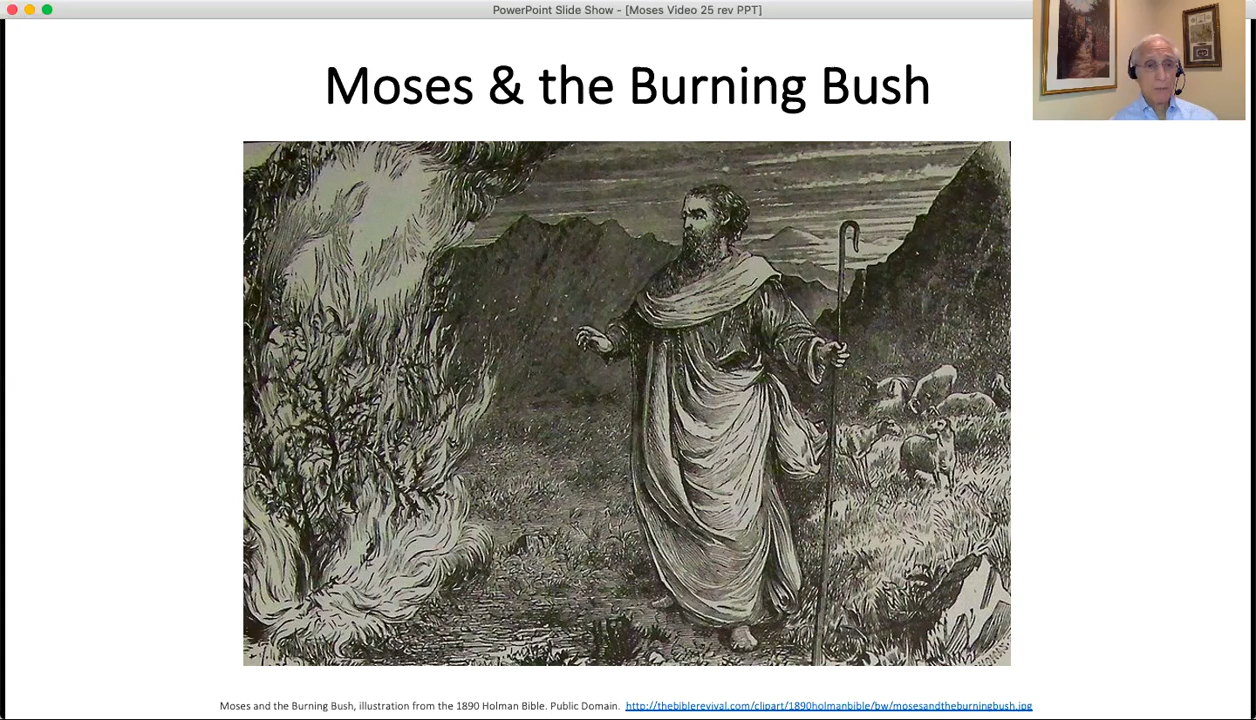 PowerPoint Slide Show - [Moses Video 25 rev PPT]
Moses & the Burning Bush
Moses and the Burning Bush, illustration from the 1890 Holman Bible. Public Domain. http://thebiblerevival.com/clipart/1890holmanbible/bw/mosesandtheburningbush.jpg